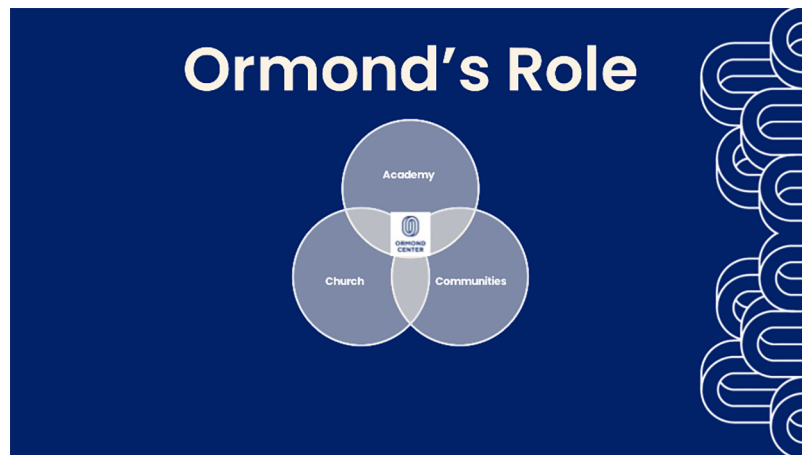 Ormond’s Role
Academy
ORMOND
CENTER
Church
Communities